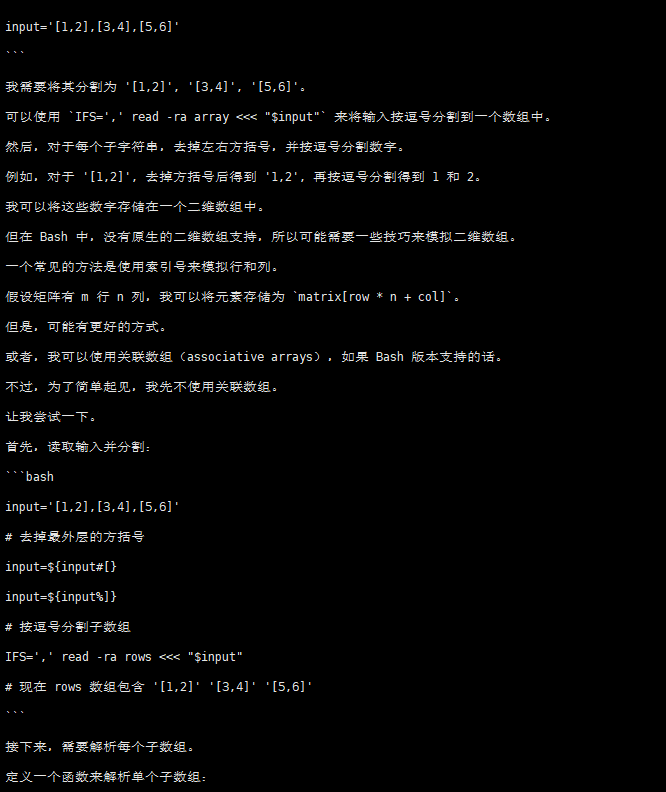 input='[1,2],[3,4],[5,6]'
```
我需要将其分割为 '[1,2]', '[3,4]', '[5,6]'。
可以使用 `IFS=',' read -ra array <<< "$input"` 来将输入按逗号分割到一个数组中。
然后，对于每个子字符串，去掉左右方括号，并按逗号分割数字。
例如，对于 '[1,2]'，去掉方括号后得到 '1,2'，再按逗号分割得到 1 和 2。
我可以将这些数字存储在一个二维数组中。
但在 Bash 中，没有原生的二维数组支持，所以可能需要一些技巧来模拟二维数组。
一个常见的方法是使用索引号来模拟行和列。
假设矩阵有 m 行 n 列，我可以将元素存储为 `matrix[row * n + col]`。
但是，可能有更好的方式。
或者，我可以使用关联数组（associative arrays），如果 Bash 版本支持的话。
不过，为了简单起见，我先不使用关联数组。
让我尝试一下。
首先，读取输入并分割：
```bash
input='[1,2],[3,4],[5,6]'
# 去掉最外层的方括号
input=${input#[}
input=${input%]}
# 按逗号分割子数组
IFS=',' read -ra rows <<< "$input"
# 现在 rows 数组包含 '[1,2]' '[3,4]' '[5,6]'
```
接下来，需要解析每个子数组。
定义一个函数来解析单个子数组：